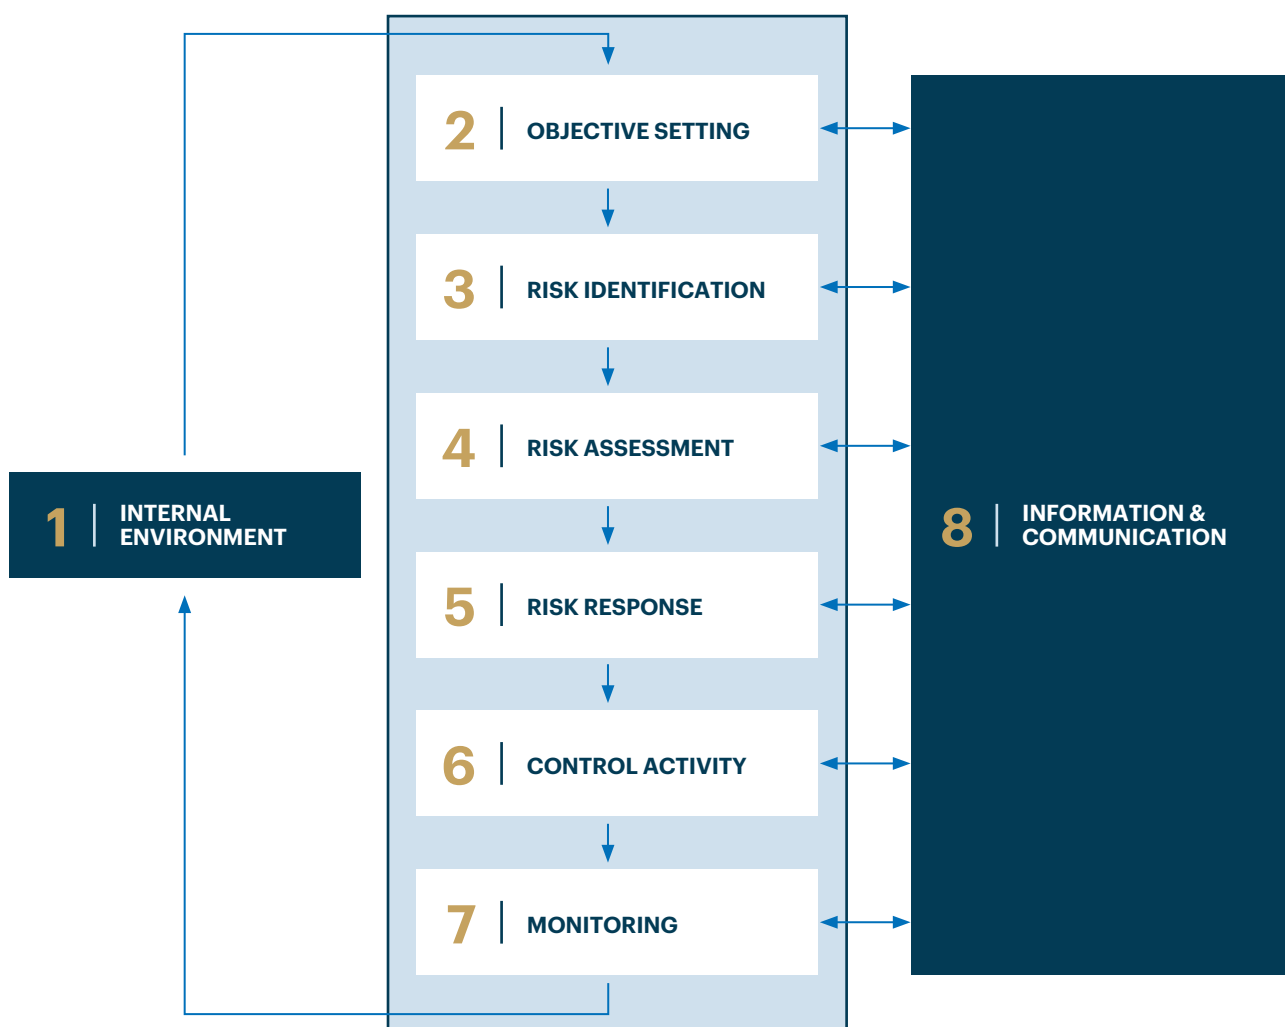 1
INTERNAL
ENVIRONMENT
2
OBJECTIVE SETTING
3
RISK IDENTIFICATION
4
RISK ASSESSMENT
5
RISK RESPONSE
6
CONTROL ACTIVITY
7
MONITORING
8
INFORMATION &
COMMUNICATION